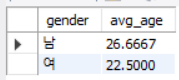 gender avg_age
남 26.6667
여 22.5000